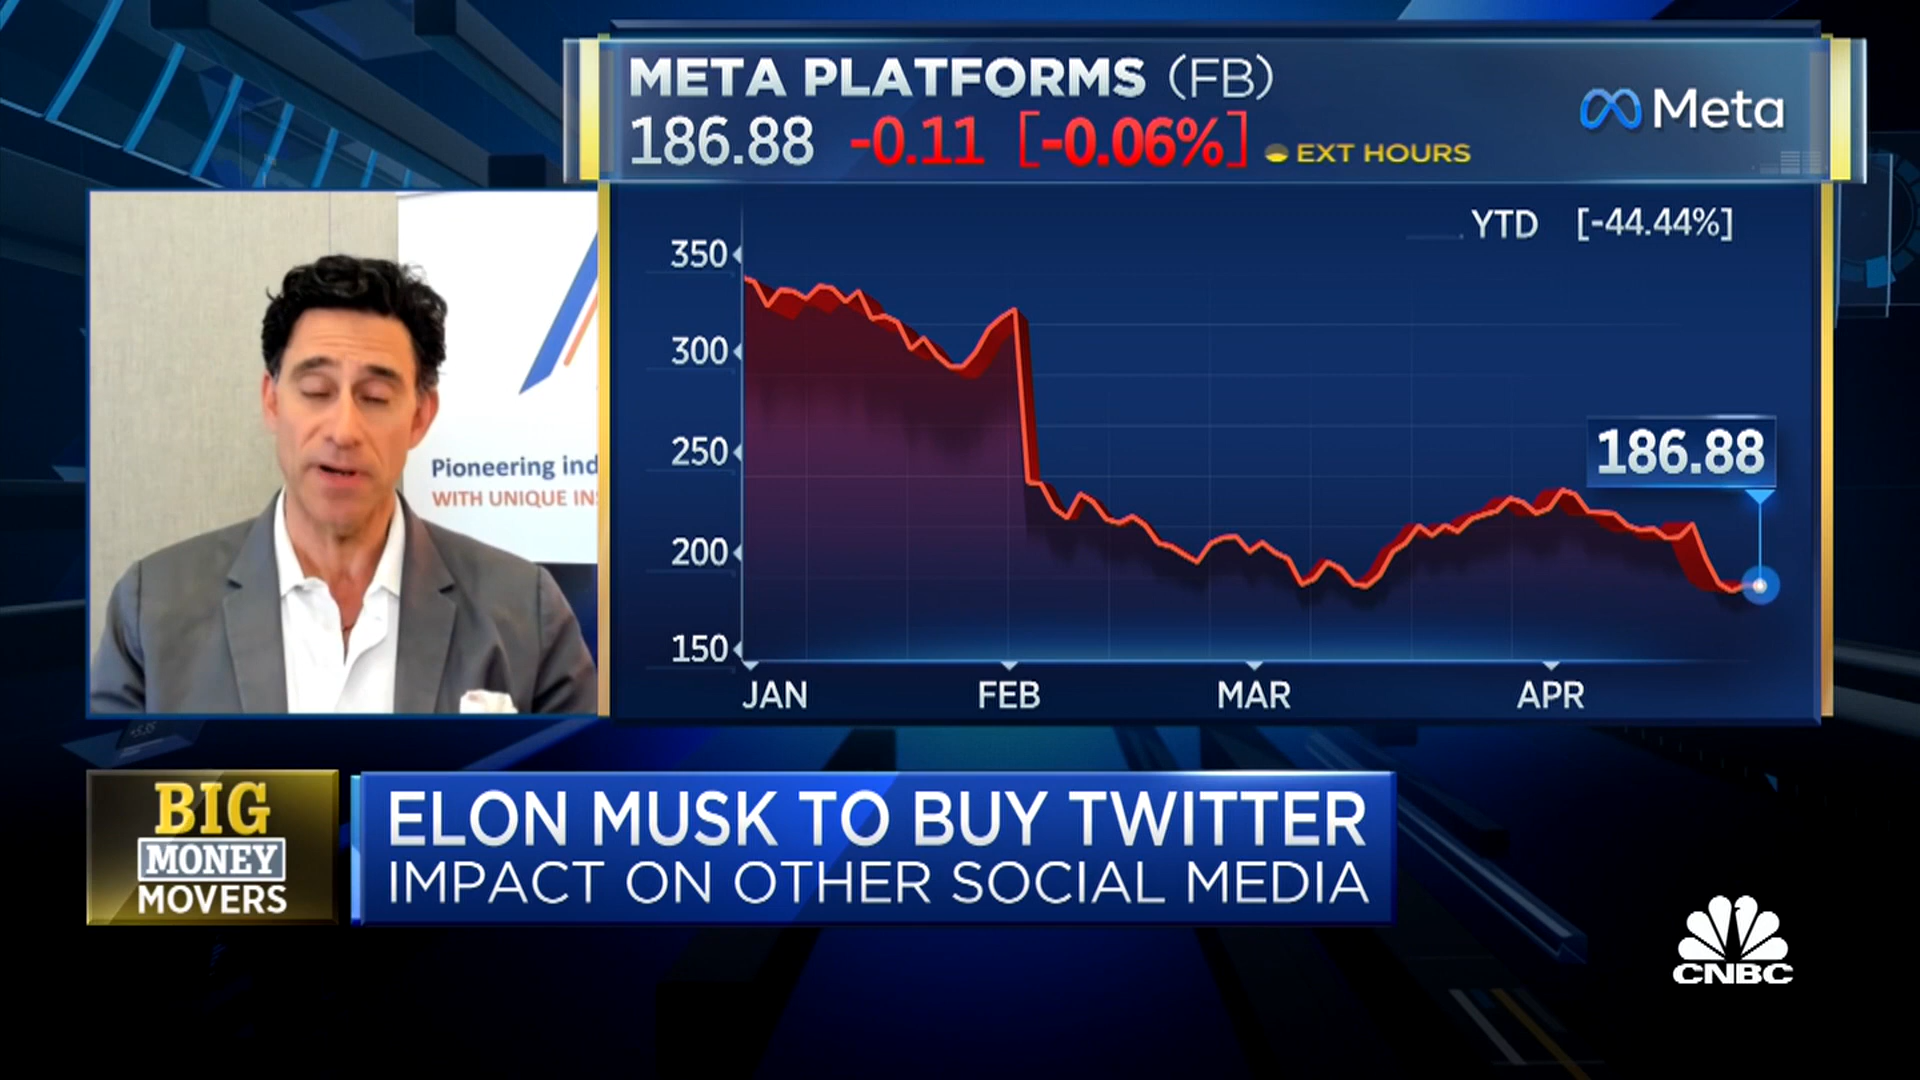 META PLATFORMS (FB)
186.88 -0.11 [-0.06%] EXT HOURS
Meta
YTD [-44.44%]
350
300
250
200
150
186.88
JAN FEB MAR APR
Pioneering ind
WITH UNIQUE IN
BIG
MONEY
MOVERS
ELON MUSK TO BUY TWITTER
IMPACT ON OTHER SOCIAL MEDIA
CNBC